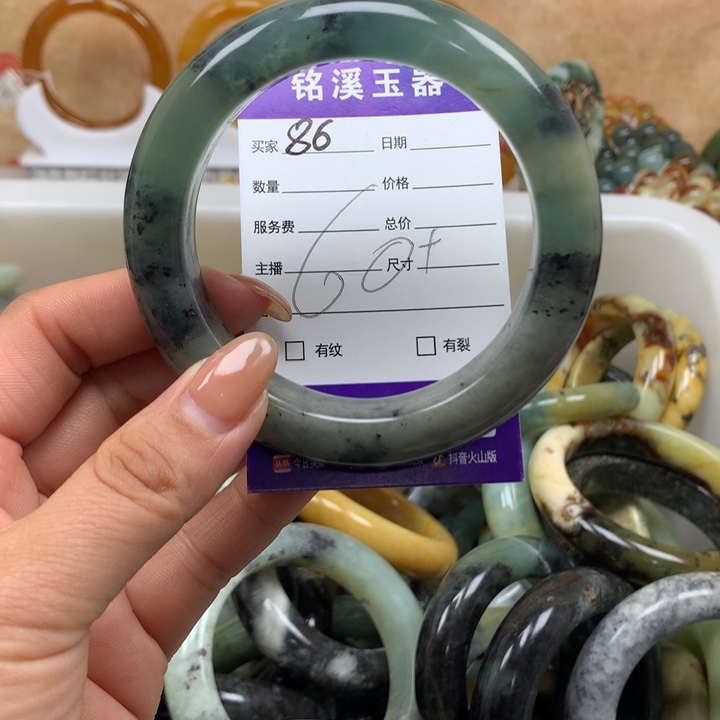 铭溪玉器
买家 86 日期
数量 价格
服务费 总价
主播 尺寸
60+
有纹 有裂
抖音火山版